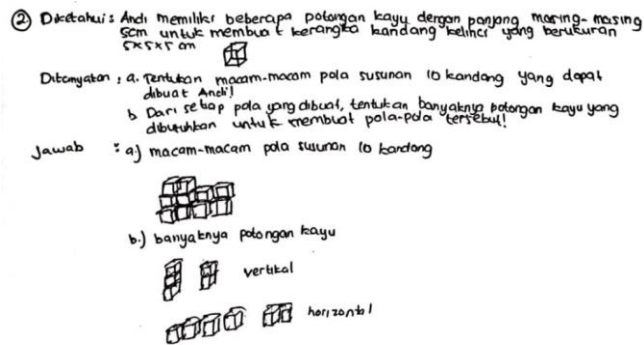 ② Diketahui : Andi memiliki beberapa potongan kayu dengan panjang masing-masing
5cm untuk membuat kerangka kandang kelinci yang berukuran
5x5x5 cm
Ditanyakan : a. Tentukan macam-macam pola susunan 10 kandang yang dapat
dibuat Andi!
b. Dari setiap pola yang dibuat, tentukan banyaknya potongan kayu yang
dibutuhkan untuk membuat pola-pola tersebut!
Jawab : a.) macam-macam pola susunan 10 kandang
b.) banyaknya potongan kayu
vertikal
horizontal